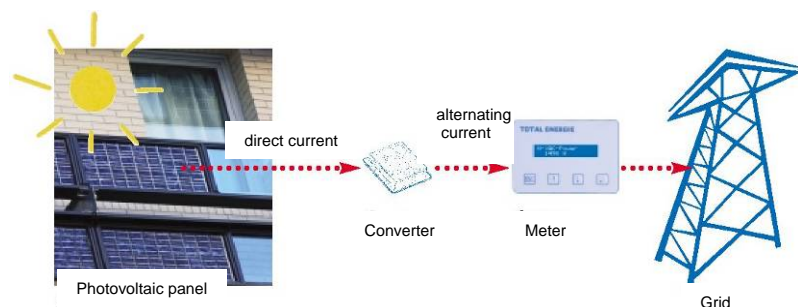 direct current
alternating
current
TOTAL ENERGIE
Converter
Meter
Photovoltaic panel
Grid